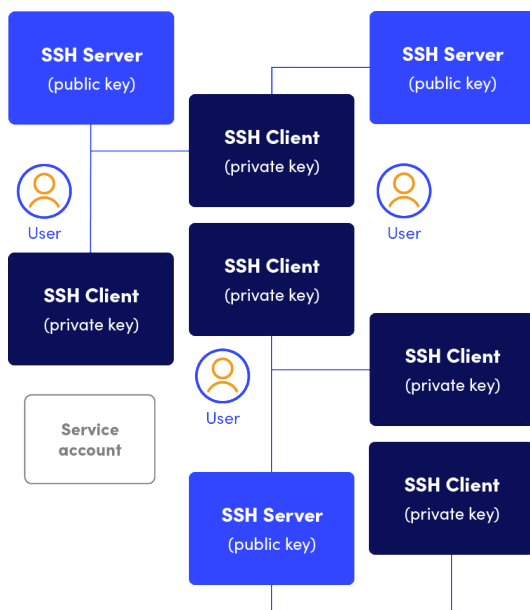 SSH Server
(public key)
SSH Server
(public key)
SSH Client
(private key)
User
User
SSH Client
(private key)
SSH Client
(private key)
SSH Client
(private key)
User
Service
account
SSH Client
(private key)
SSH Server
(public key)